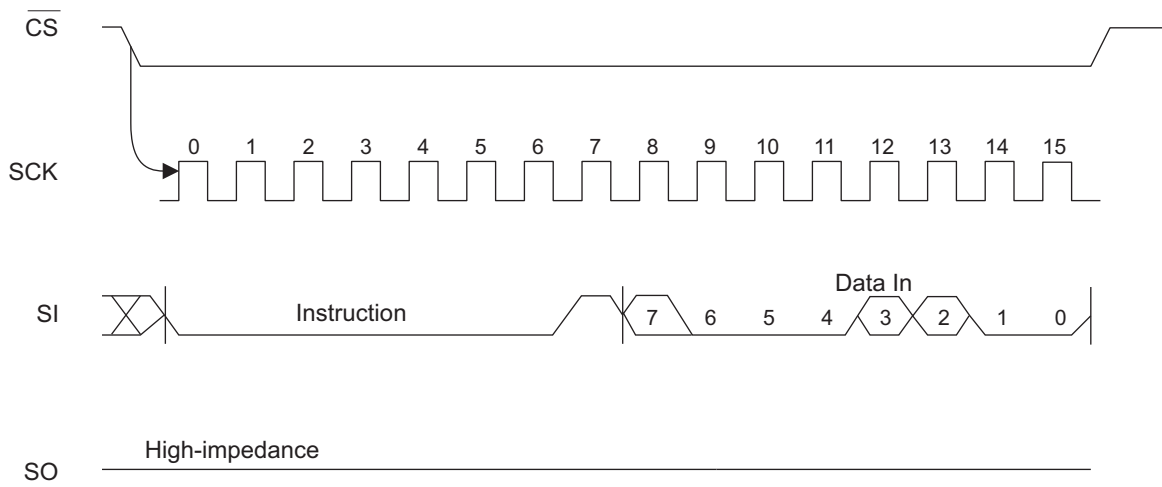 CS
SCK
0 1 2 3 4 5 6 7 8 9 10 11 12 13 14 15
SI
Instruction
Data In
7 6 5 4 3 2 1 0
SO
High-impedance